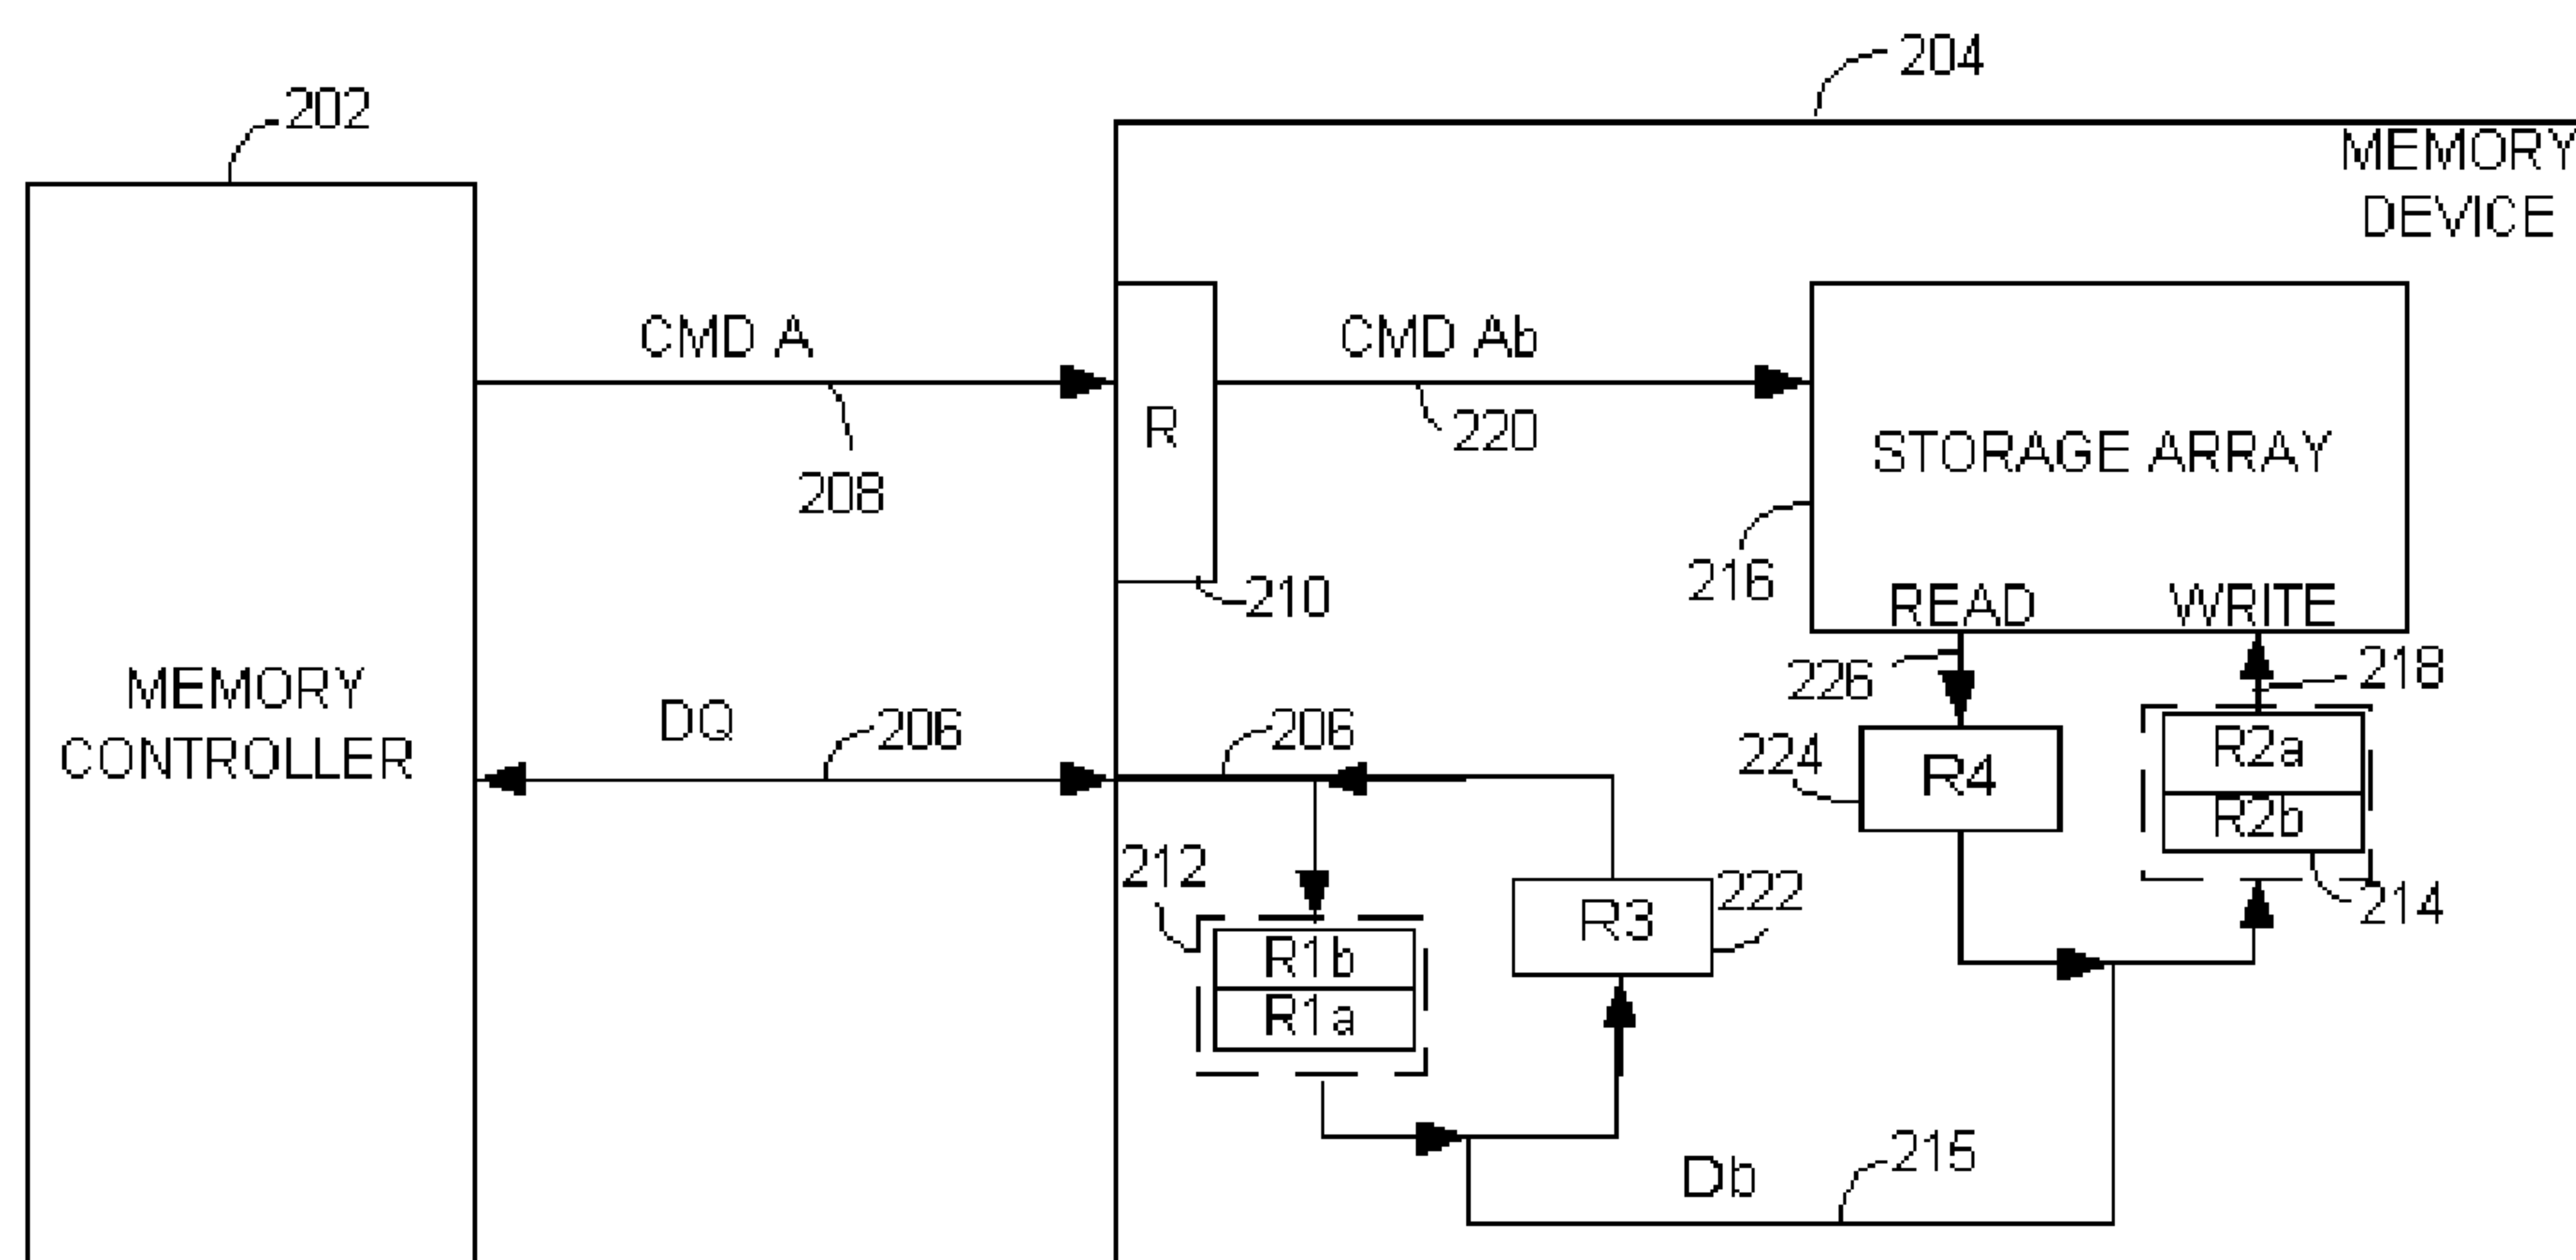 204
202
MEMORY
DEVICE
CMD A
CMD Ab
R
220
STORAGE ARRAY
208
216
210
READ
WRITE
226
218
MEMORY
CONTROLLER
DQ
206
206
224
R4
R2a
R2b
212
222
214
R3
R1b
R1a
Db
215